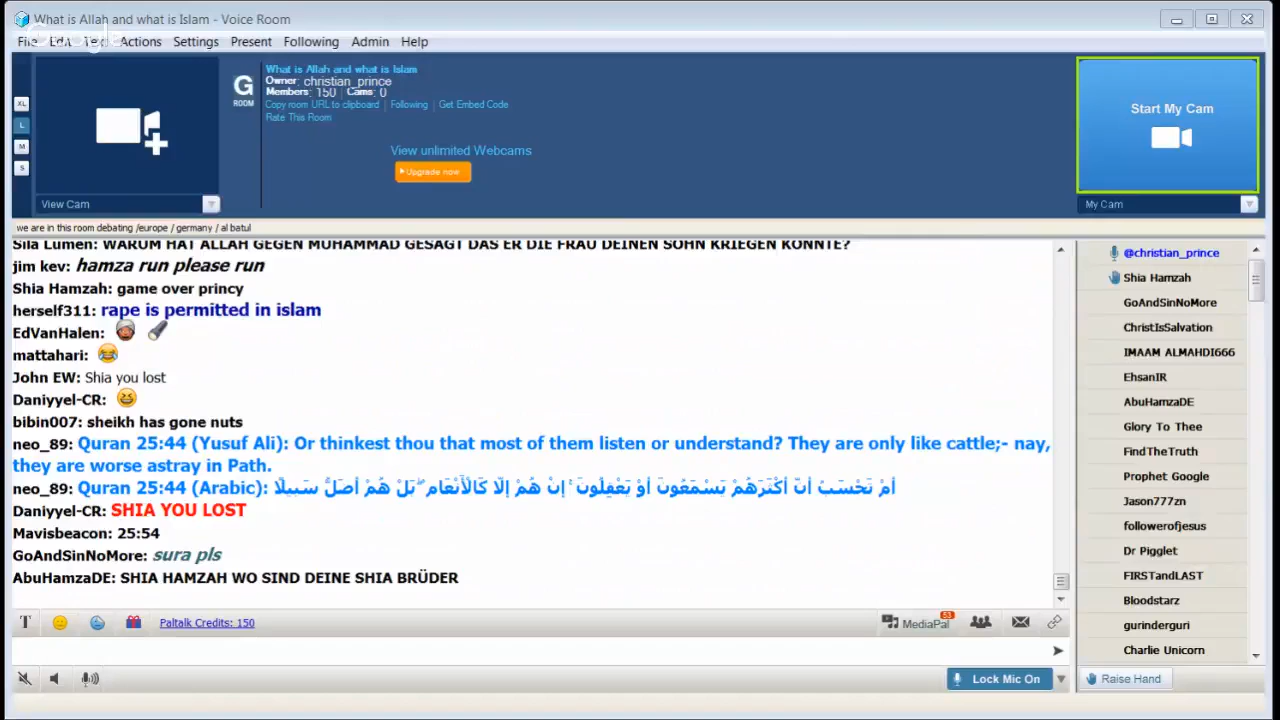 What is Allah and what is Islam - Voice Room
Google
File Edit Text Actions Settings Present Following Admin Help
XL
L
M
S
View Cam
G
ROOM
What is Allah and what is Islam
Owner: christian_prince
Members: 150 | Cams: 0
Copy room URL to clipboard | Following | Get Embed Code
Rate This Room
View unlimited Webcams
Upgrade now
Start My Cam
My Cam
we are in this room debating /europe / germany / al batul
Sila Lumen: WARUM HAT ALLAH GEGEN MUHAMMAD GESAGT DAS ER DIE FRAU DEINEN SOHN KRIEGEN KONNTE?
jim kev: hamza run please run
Shia Hamzah: game over princy
herself311: rape is permitted in islam
EdVanHalen:
mattahari:
John EW: Shia you lost
Daniyyel-CR:
bibin007: sheikh has gone nuts
neo_89: Quran 25:44 (Yusuf Ali): Or thinkest thou that most of them listen or understand? They are only like cattle;- nay,
they are worse astray in Path.
neo_89: Quran 25:44 (Arabic): أَمْ تَحْسَبُ أَنَّ أَكْثَرَهُمْ يَسْمَعُونَ أَوْ يَعْقِلُونَ ۚ إِنْ هُمْ إِلَّا كَالْأَنْعَامِ ۖ بَلْ هُمْ أَضَلُّ سَبِيلًا
Daniyyel-CR: SHIA YOU LOST
Mavisbeacon: 25:54
GoAndSinNoMore: sura pls
AbuHamzaDE: SHIA HAMZAH WO SIND DEINE SHIA BRÜDER
@christian_prince
Shia Hamzah
GoAndSinNoMore
ChristIsSalvation
IMAAM ALMAHDI666
EhsanIR
AbuHamzaDE
Glory To Thee
FindTheTruth
Prophet Google
Jason777zn
followerofjesus
Dr Pigglet
FIRSTandLAST
Bloodstarz
gurinderguri
Charlie Unicorn
T
Paltalk Credits: 150
MediaPal
53
Lock Mic On
Raise Hand